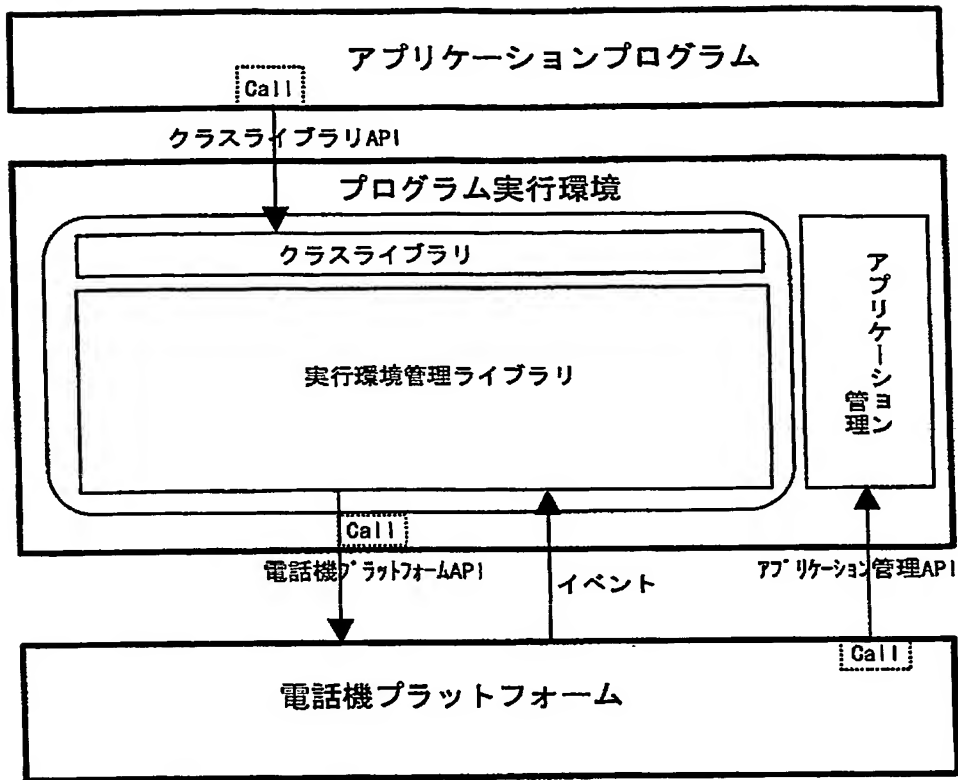 アプリケーションプログラム
Call
クラスライブラリAPI
プログラム実行環境
クラスライブラリ
アプリケーション
管理
実行環境管理ライブラリ
Call
電話機プラットフォームAPI
イベント
アプリケーション管理API
Call
電話機プラットフォーム